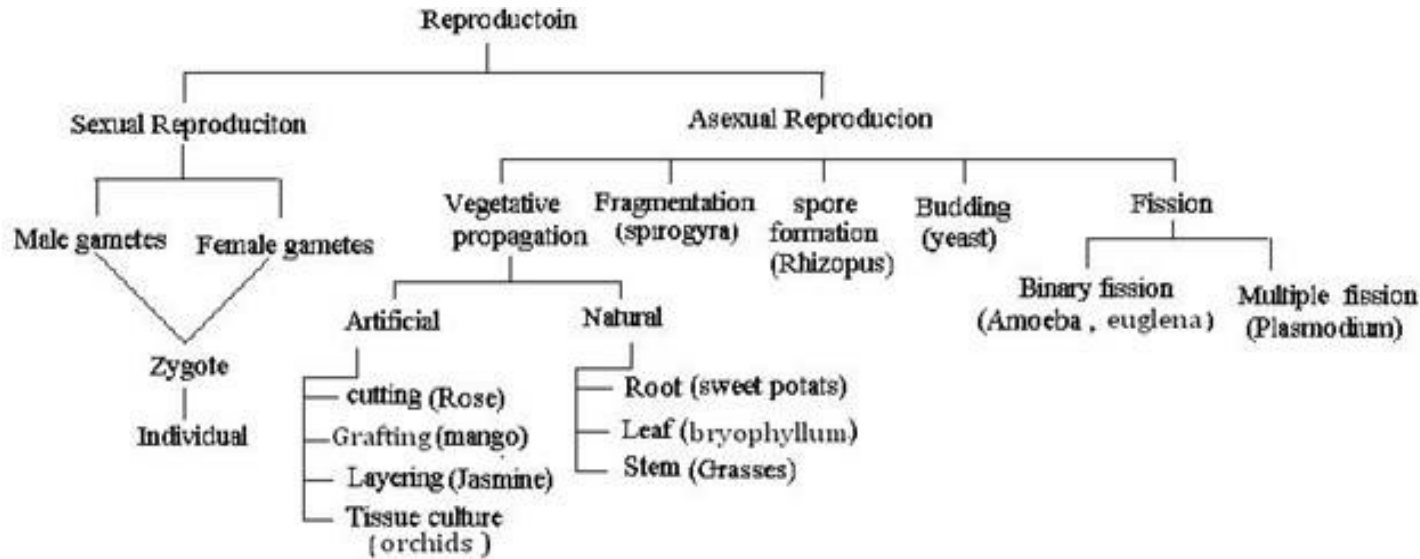 Reproductoin
Sexual Reproduciton
Asexual Reproducion
Male gametes
Female gametes
Zygote
Individual
Vegetative
propagation
Fragmentation
(spirogyra)
spore
formation
(Rhizopus)
Budding
(yeast)
Fission
Artificial
cutting (Rose)
Grafting (mango)
Layering (Jasmine)
Tissue culture
(orchids)
Natural
Root (sweet potats)
Leaf (bryophyllum)
Stem (Grasses)
Binary fission
(Amoeba , euglena)
Multiple fission
(Plasmodium)